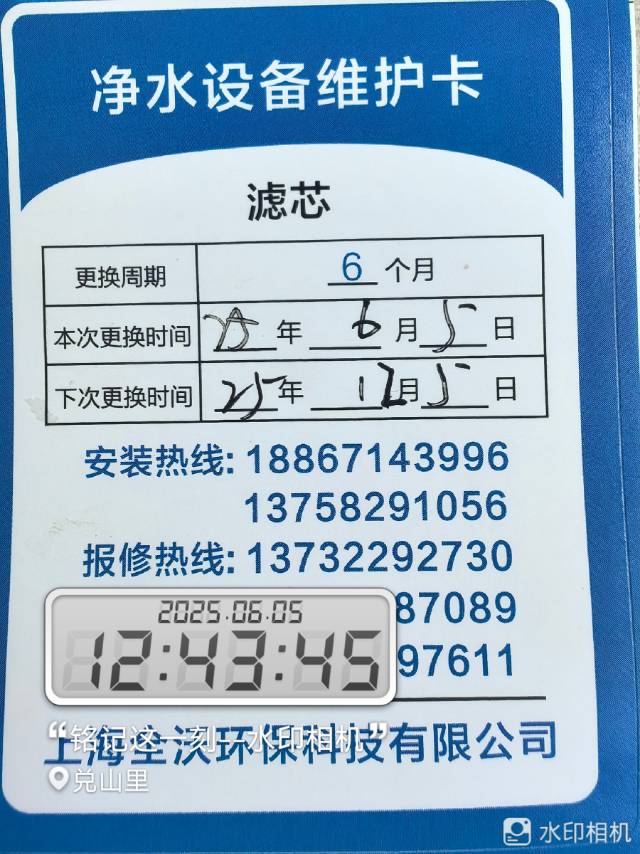 净水设备维护卡
滤芯
更换周期 6 个月
本次更换时间 25 年 6 月 5 日
下次更换时间 25 年 12 月 5 日
安装热线: 18867143996
13758291056
报修热线: 13732292730
87089
97611
2025.06.05
12:43:45
“铭记这一刻—水印相机”
上海 沃环保科技有限公司
兑山里
水印相机